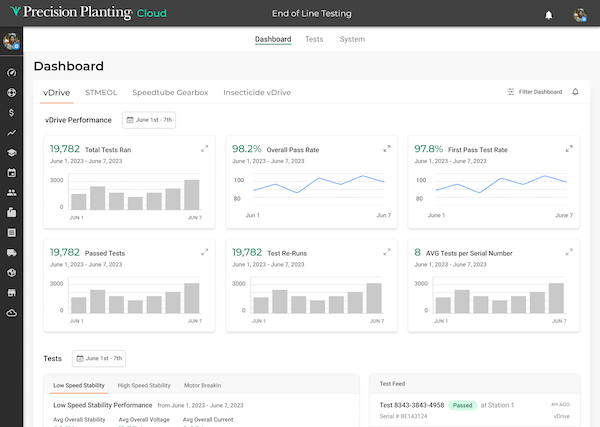 Precision Planting Cloud
End of Line Testing
Dashboard Tests System
Dashboard
vDrive STMEOL Speedtube Gearbox Insecticide vDrive
Filter Dashboard
vDrive Performance June 1st - 7th
19,782 Total Tests Ran
June 1, 2023 - June 7, 2023
3000
0
JUN 1 JUN 7
98.2% Overall Pass Rate
June 1, 2023 - June 7, 2023
100
80
Jun 1 Jun 7
97.8% First Pass Test Rate
June 1, 2023 - June 7, 2023
100
80
June 1 June 7
19,782 Passed Tests
June 1, 2023 - June 7, 2023
3000
0
JUN 1 JUN 7
19,782 Test Re-Runs
June 1, 2023 - June 7, 2023
3000
0
JUN 1 JUN 7
8 AVG Tests per Serial Number
June 1, 2023 - June 7, 2023
3000
0
JUN 1 JUN 7
Tests June 1st - 7th
Low Speed Stability High Speed Stability Motor Breakin
Low Speed Stability Performance from June 1, 2023 - June 7, 2023
Avg Overall Stability Avg Overall Voltage Avg Overall Current
Test Feed
Test 8343-3843-4958 Passed at Station 1 4H AGO
Serial # BE143124 vDrive